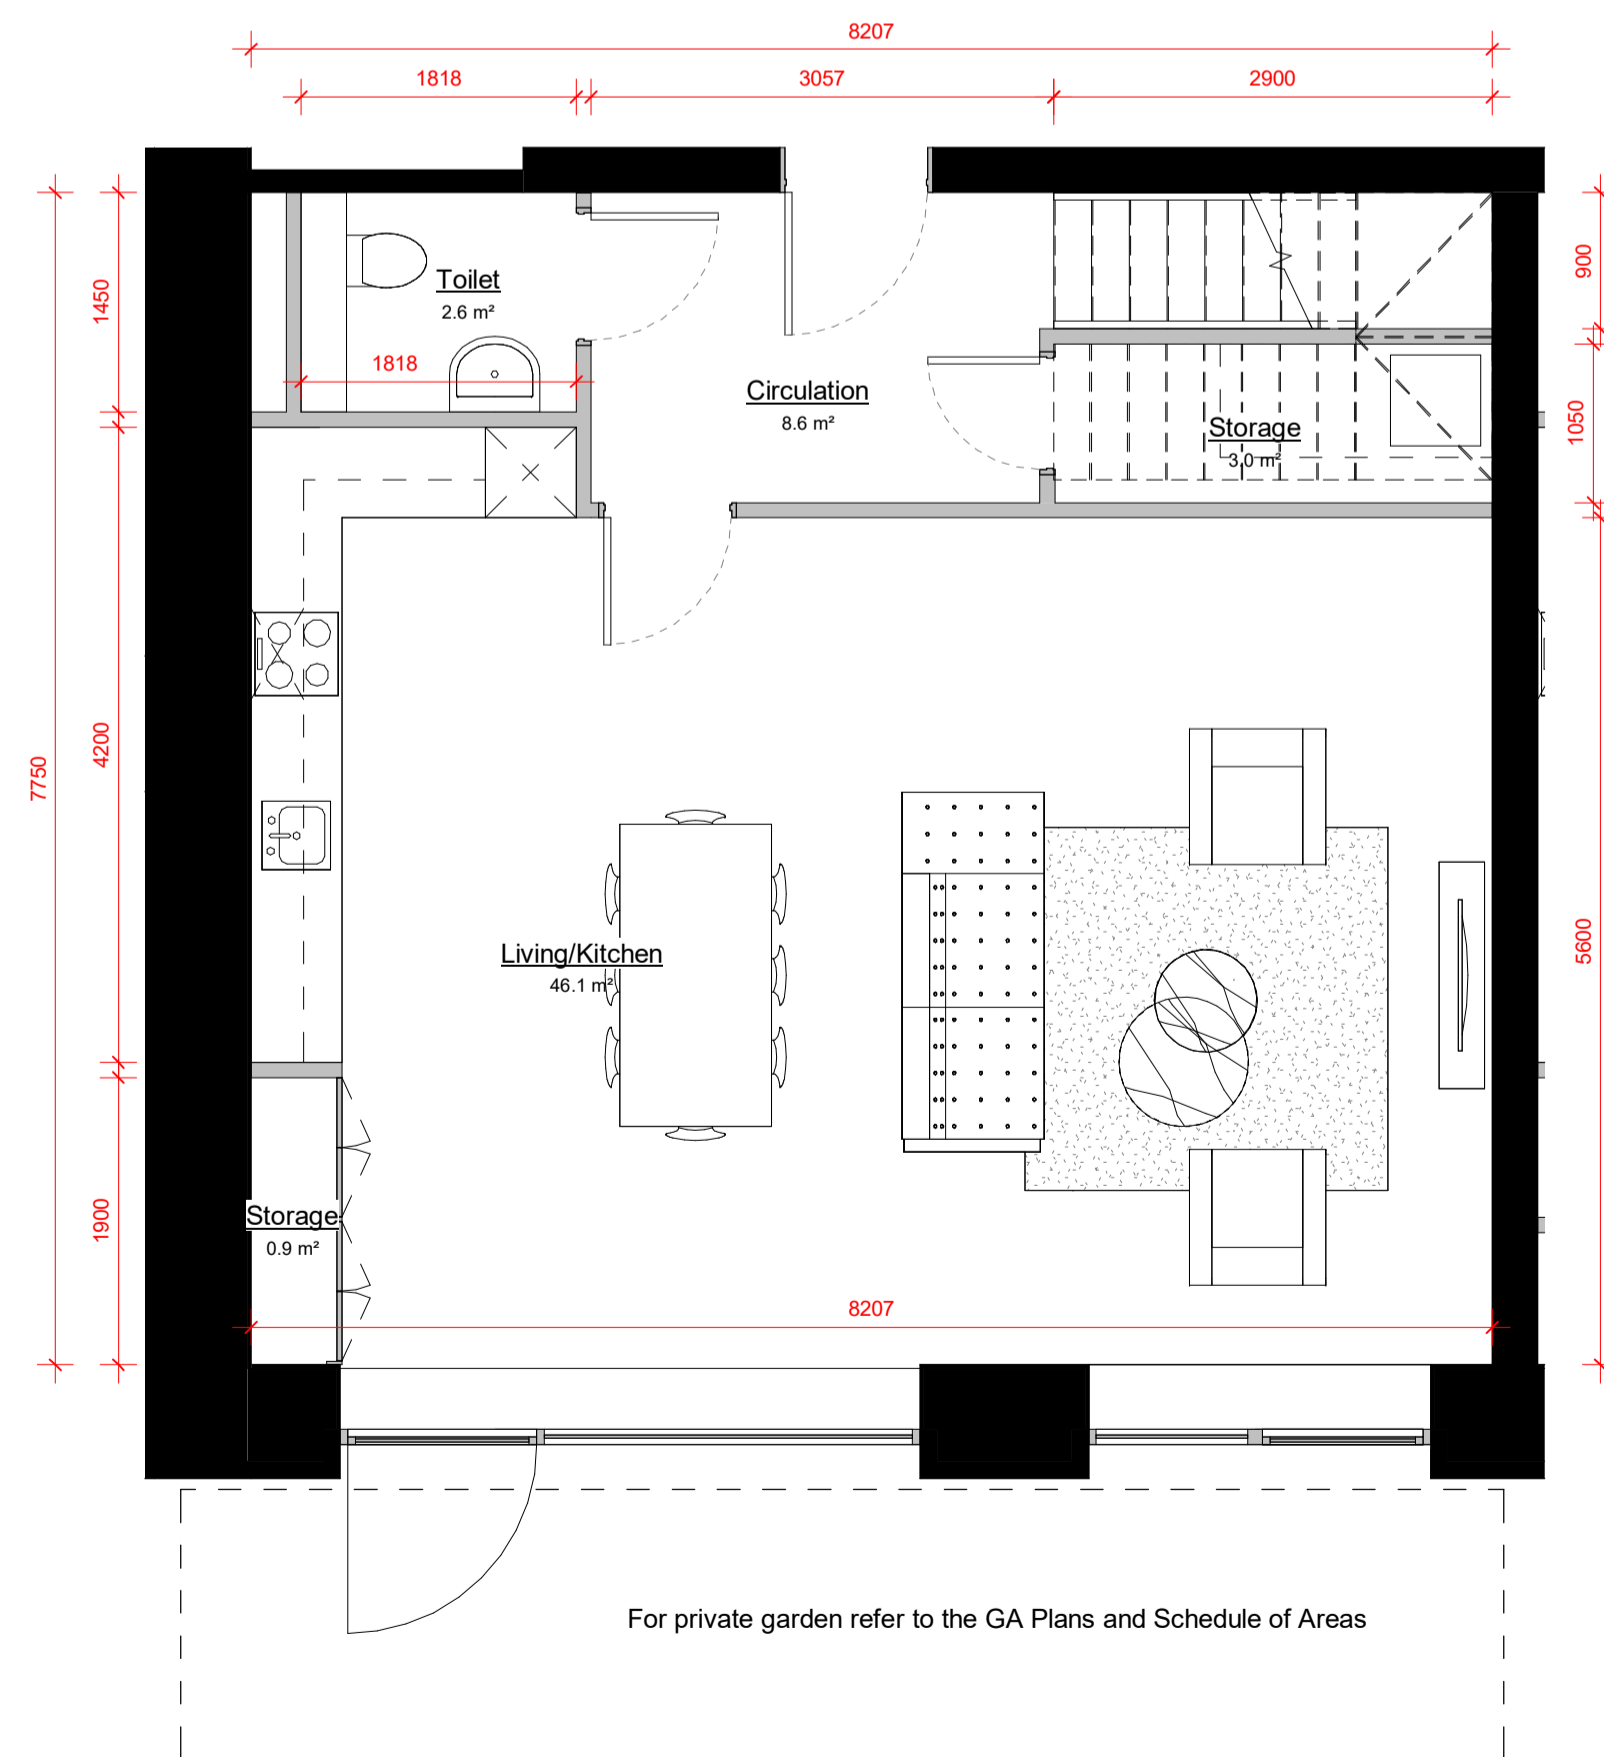 8207
1818
3057
2900
Toilet
2.6 m²
1818
1450
900
Circulation
8.6 m²
Storage
3.0 m²
1050
4200
7750
Living/Kitchen
46.1 m²
5600
1900
Storage
0.9 m²
8207
For private garden refer to the GA Plans and Schedule of Areas